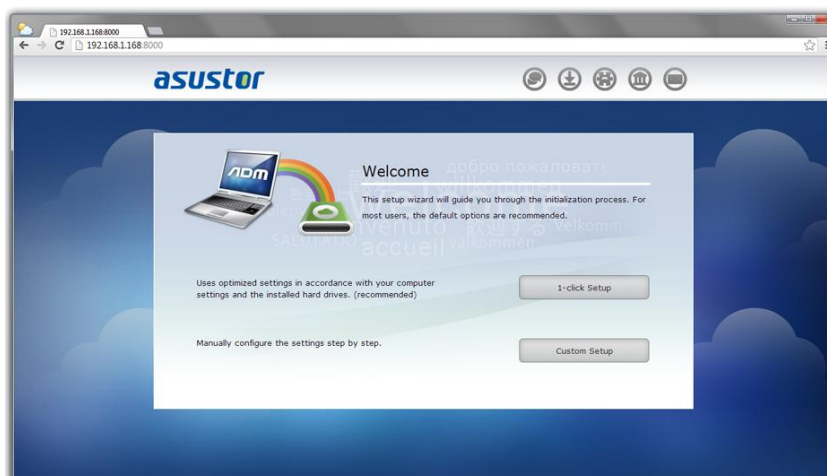 192.168.1.168:8000
192.168.1.168:8000
asustor
ADM
Welcome
добро пожаловать
This setup wizard will guide you through the initialization process. For
most users, the default options are recommended.
Velkommen
SALUTATIO
accueil
välkommen
Uses optimized settings in accordance with your computer
settings and the installed hard drives. (recommended)
1-click Setup
Manually configure the settings step by step.
Custom Setup